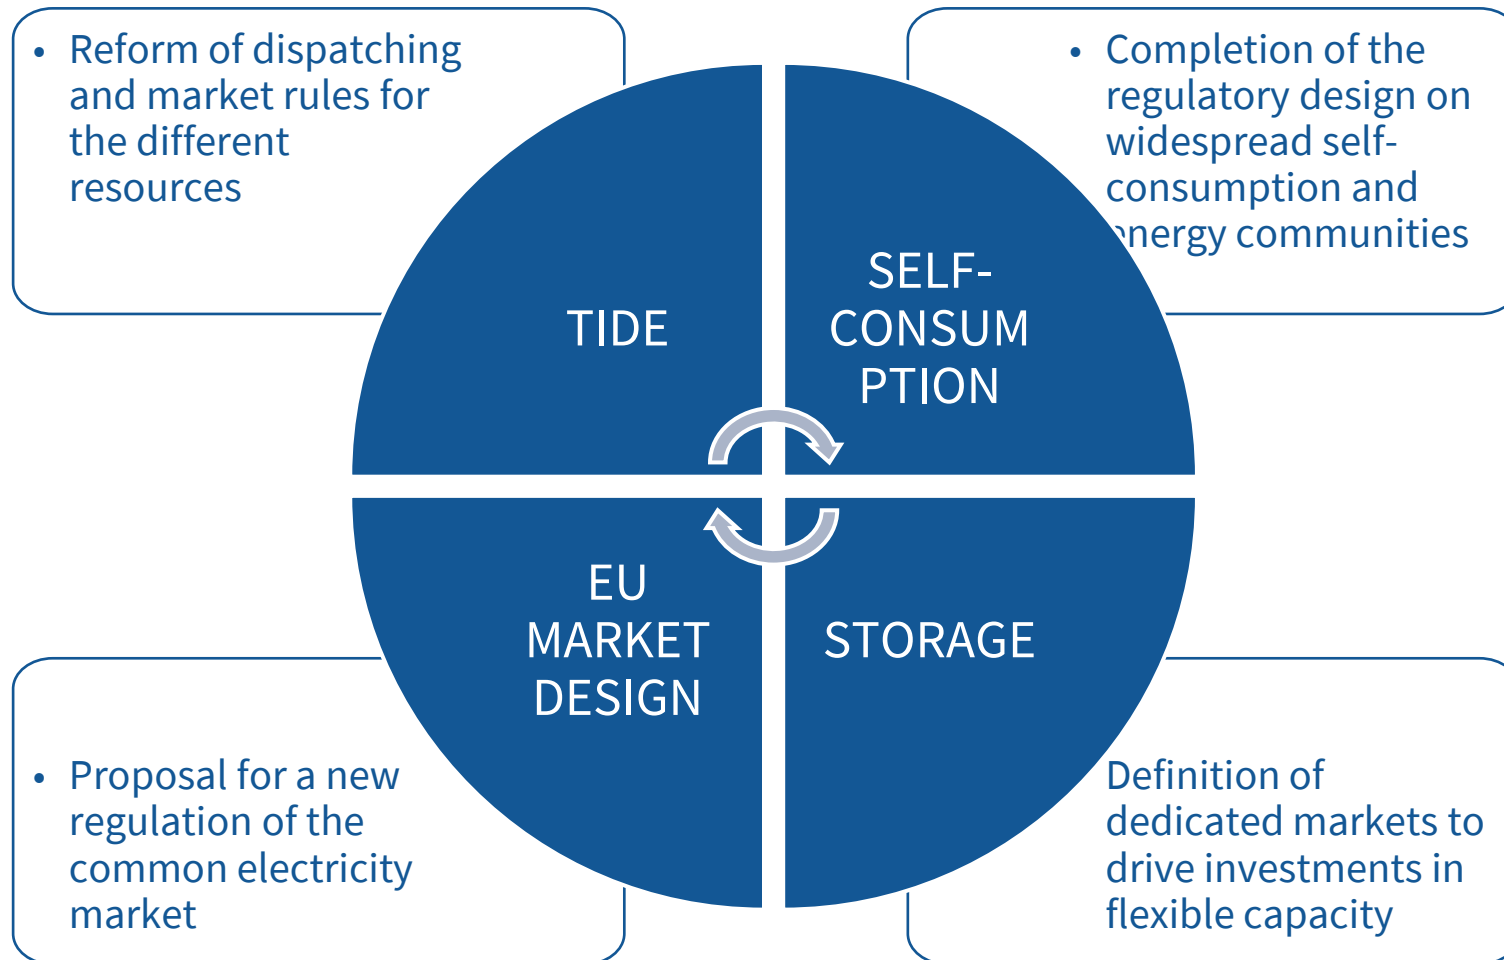 • Reform of dispatching
and market rules for
the different
resources
• Completion of the
regulatory design on
widespread self-
consumption and
energy communities
TIDE
SELF-
CONSUM
PTION
EU
MARKET
DESIGN
STORAGE
• Proposal for a new
regulation of the
common electricity
market
Definition of
dedicated markets to
drive investments in
flexible capacity